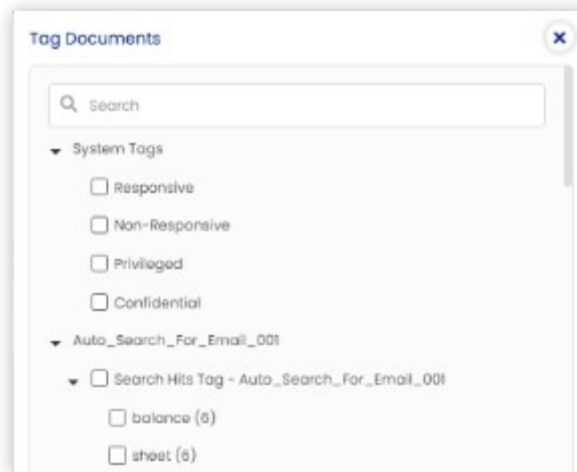 Tag Documents
Search
System Tags
Responsive
Non-Responsive
Privileged
Confidential
Auto_Search_For_Email_001
Search Hits Tag - Auto_Search_For_Email_001
balance (6)
sheet (6)